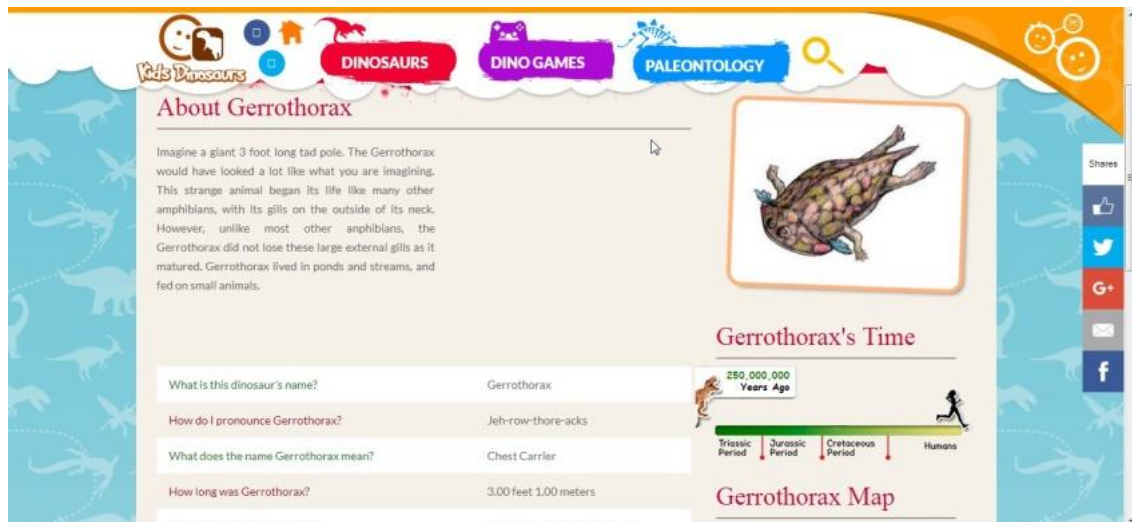 Kids Dinosaurs
DINOSAURS
DINO GAMES
PALEONTOLOGY
About Gerrothorax
Imagine a giant 3 foot long tad pole. The Gerrothorax
would have looked a lot like what you are imagining.
This strange animal began its life like many other
amphibians, with its gills on the outside of its neck.
However, unlike most other anphibians, the
Gerrothorax did not lose these large external gills as it
matured. Gerrothorax lived in ponds and streams, and
fed on small animals.
What is this dinosaur's name? Gerrothorax
How do I pronounce Gerrothorax? Jeh-row-thore-acks
What does the name Gerrothorax mean? Chest Carrier
How long was Gerrothorax? 3.00 feet 1.00 meters
Gerrothorax's Time
250,000,000
Years Ago
Triassic Period
Jurassic Period
Cretaceous Period
Humans
Gerrothorax Map
Shares
G+
f